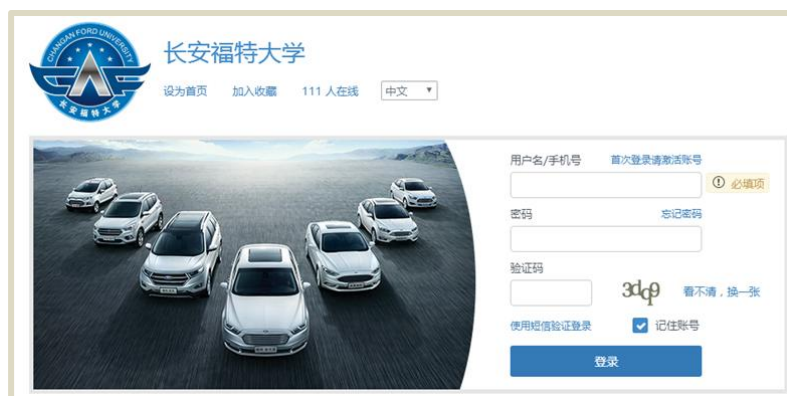 CHANGAN FORD UNIVERSITY
长安福特大学
长安福特大学
设为首页 加入收藏 111 人在线 中文
用户名/手机号 首次登录请激活账号
必填项
密码 忘记密码
验证码
3dq9 看不清，换一张
使用短信验证登录 记住账号
登录